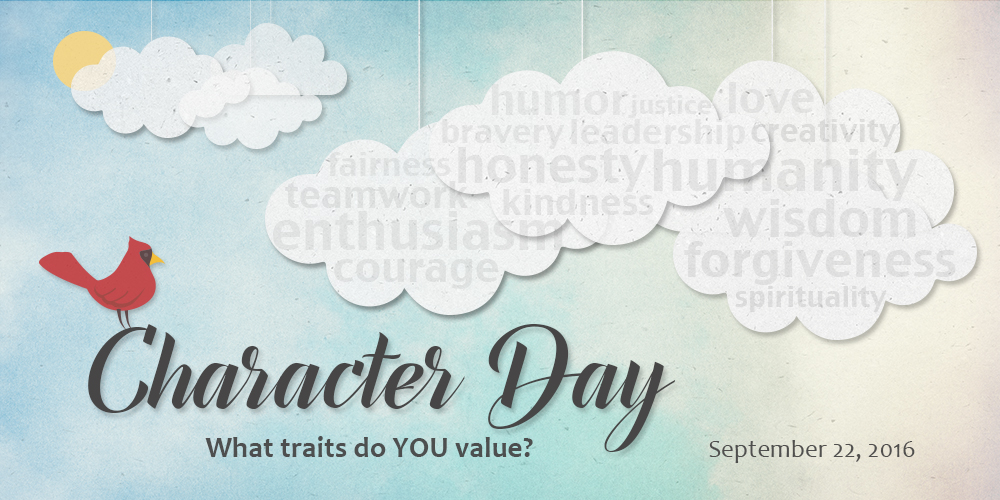 humor justice love
bravery leadership creativity
fairness honesty humanity
teamwork kindness wisdom
enthusiasm forgiveness
courage spirituality
Character Day
What traits do YOU value?
September 22, 2016